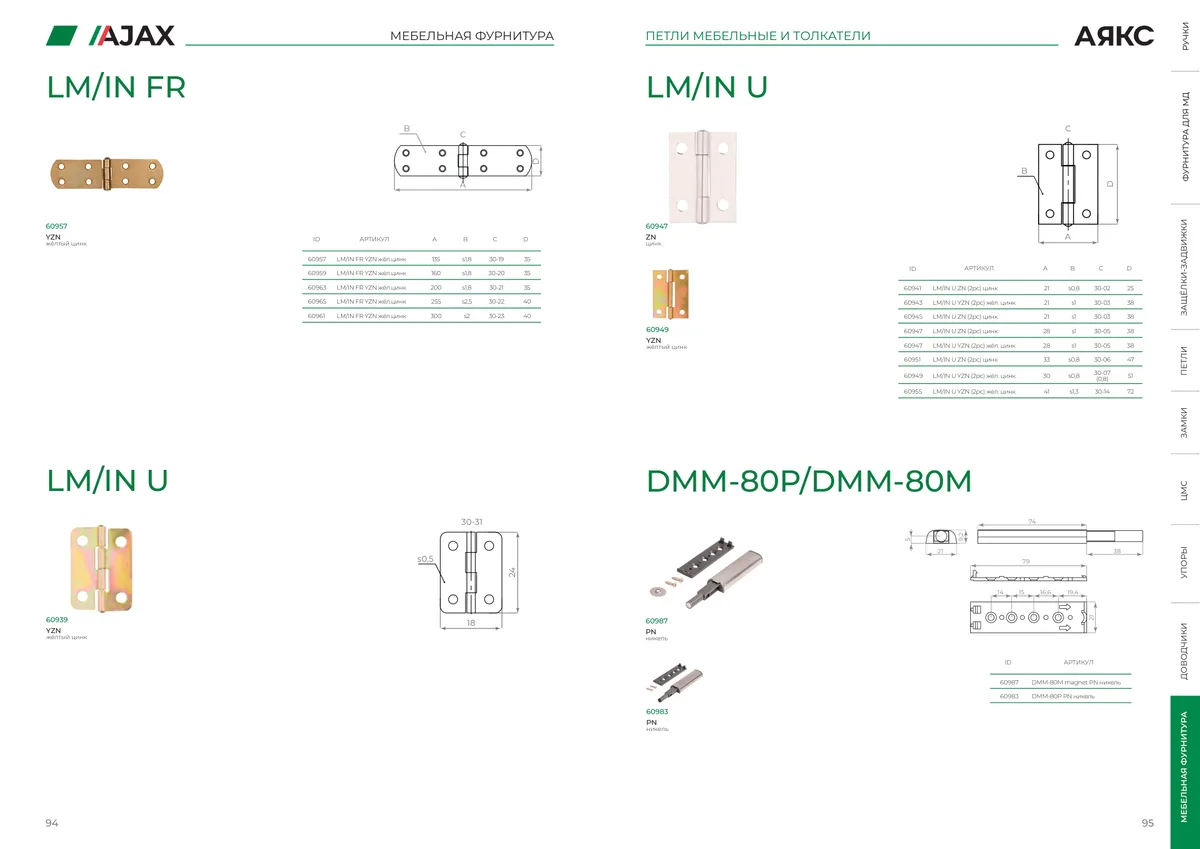 AJAX
МЕБЕЛЬНАЯ ФУРНИТУРА
LM/IN FR
B
C
D
A
60957
YZN
жёлтый цинк
ID АРТИКУЛ A B C D
60957 LM/IN FR YZN жёл.цинк 135 s1,8 30-19 35
60959 LM/IN FR YZN жёл.цинк 160 s1,8 30-20 35
60963 LM/IN FR YZN жёл.цинк 200 s1,8 30-21 35
60965 LM/IN FR YZN жёл.цинк 255 s2,5 30-22 40
60961 LM/IN FR YZN жёл.цинк 300 s2 30-23 40
LM/IN U
60939
YZN
жёлтый цинк
30-31
s0,5
24
18
94
ПЕТЛИ МЕБЕЛЬНЫЕ И ТОЛКАТЕЛИ
АЯКС
LM/IN U
60947
ZN
цинк
60949
YZN
жёлтый цинк
C
B
D
A
ID АРТИКУЛ A B C D
60941 LM/IN U ZN (2pc) цинк 21 s0,8 30-02 25
60943 LM/IN U YZN (2pc) жёл. цинк 21 s1 30-03 38
60945 LM/IN U ZN (2pc) цинк 21 s1 30-03 38
60947 LM/IN U ZN (2pc) цинк 28 s1 30-05 38
60947 LM/IN U YZN (2pc) жёл. цинк 28 s1 30-05 38
60951 LM/IN U ZN (2pc) цинк 33 s0,8 30-06 47
60949 LM/IN U YZN (2pc) жёл. цинк 30 s0,8 30-07 (0,8) 51
60955 LM/IN U YZN (2pc) жёл. цинк 41 s1,3 30-14 72
DMM-80P/DMM-80M
60987
PN
никель
60983
PN
никель
5
9,2
21
74
38
79
14 15 16,6 19,4
21
ID АРТИКУЛ
60987 DMM-80M magnet PN никель
60983 DMM-80P PN никель
95
РУЧКИ
ФУРНИТУРА ДЛЯ МД
ЗАЩЁЛКИ-ЗАДВИЖКИ
ПЕТЛИ
ЗАМКИ
ЦМС
УПОРЫ
ДОВОДЧИКИ
МЕБЕЛЬНАЯ ФУРНИТУРА